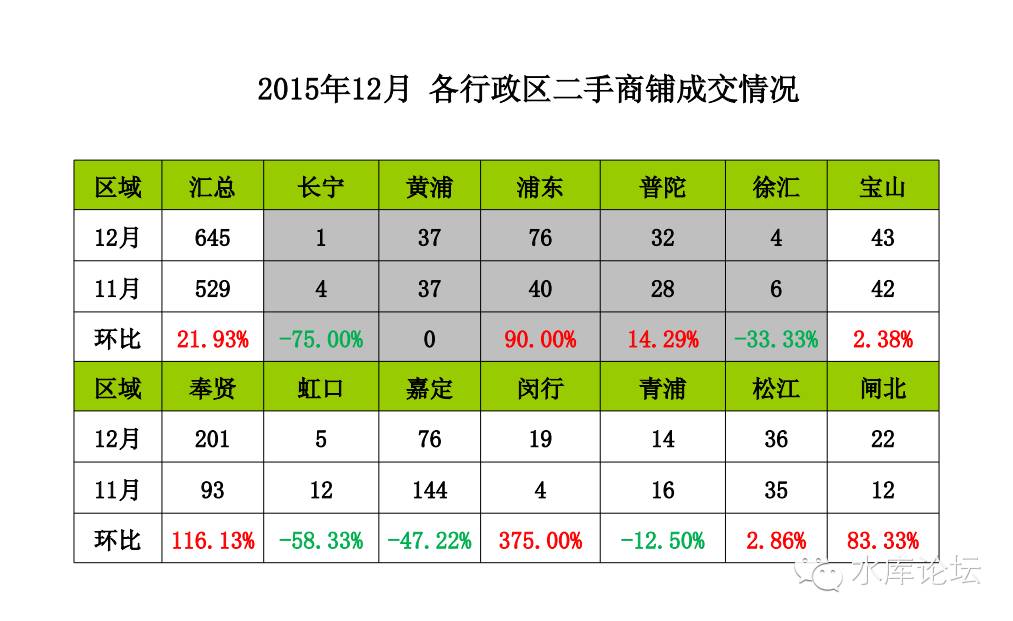 2015年12月 各行政区二手商铺成交情况
区域 汇总 长宁 黄浦 浦东 普陀 徐汇 宝山
12月 645 1 37 76 32 4 43
11月 529 4 37 40 28 6 42
环比 21.93% -75.00% 0 90.00% 14.29% -33.33% 2.38%
区域 奉贤 虹口 嘉定 闵行 青浦 松江 闸北
12月 201 5 76 19 14 36 22
11月 93 12 144 4 16 35 12
环比 116.13% -58.33% -47.22% 375.00% -12.50% 2.86% 83.33%
水库论坛